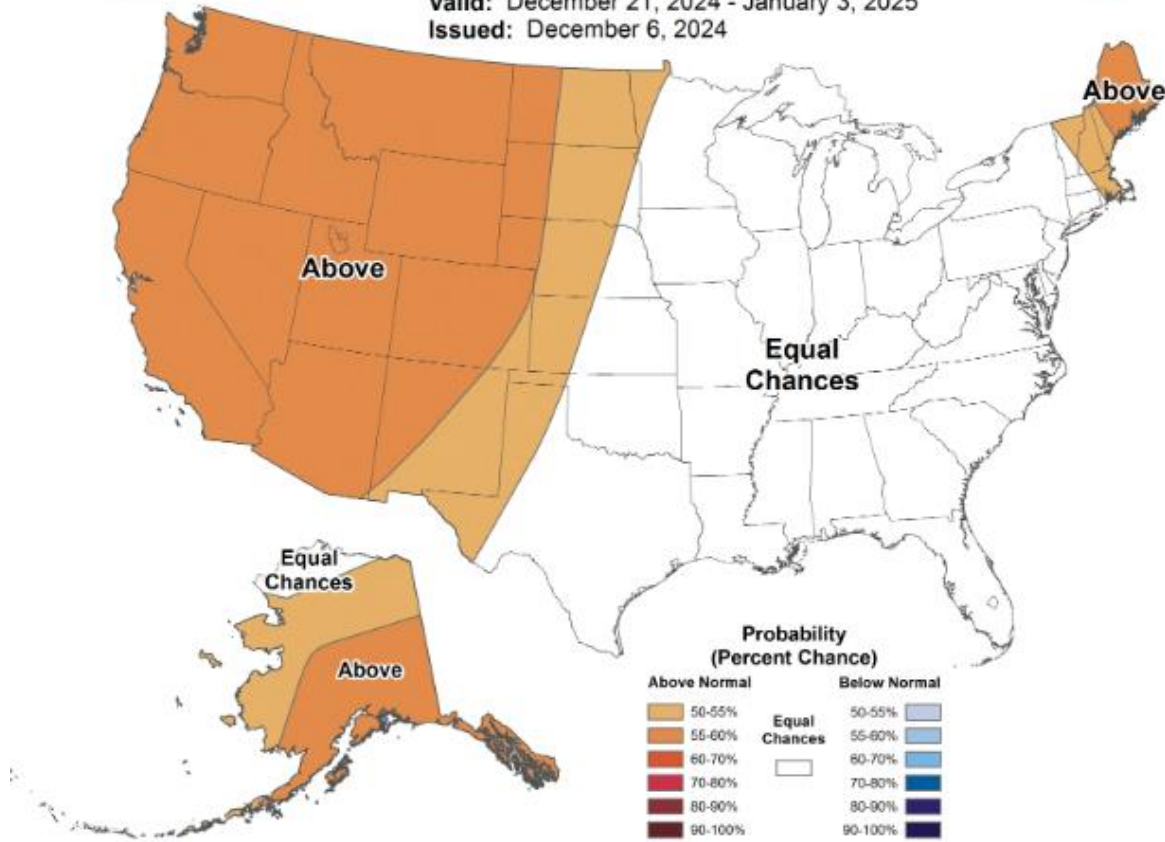 Valid: December 21, 2024 - January 3, 2025
Issued: December 6, 2024
Above
Above
Equal
Chances
Equal
Chances
Above
Probability
(Percent Chance)
Above Normal
Below Normal
50-55%
55-60%
60-70%
70-80%
80-90%
90-100%
Equal
Chances
50-55%
55-60%
60-70%
70-80%
80-90%
90-100%